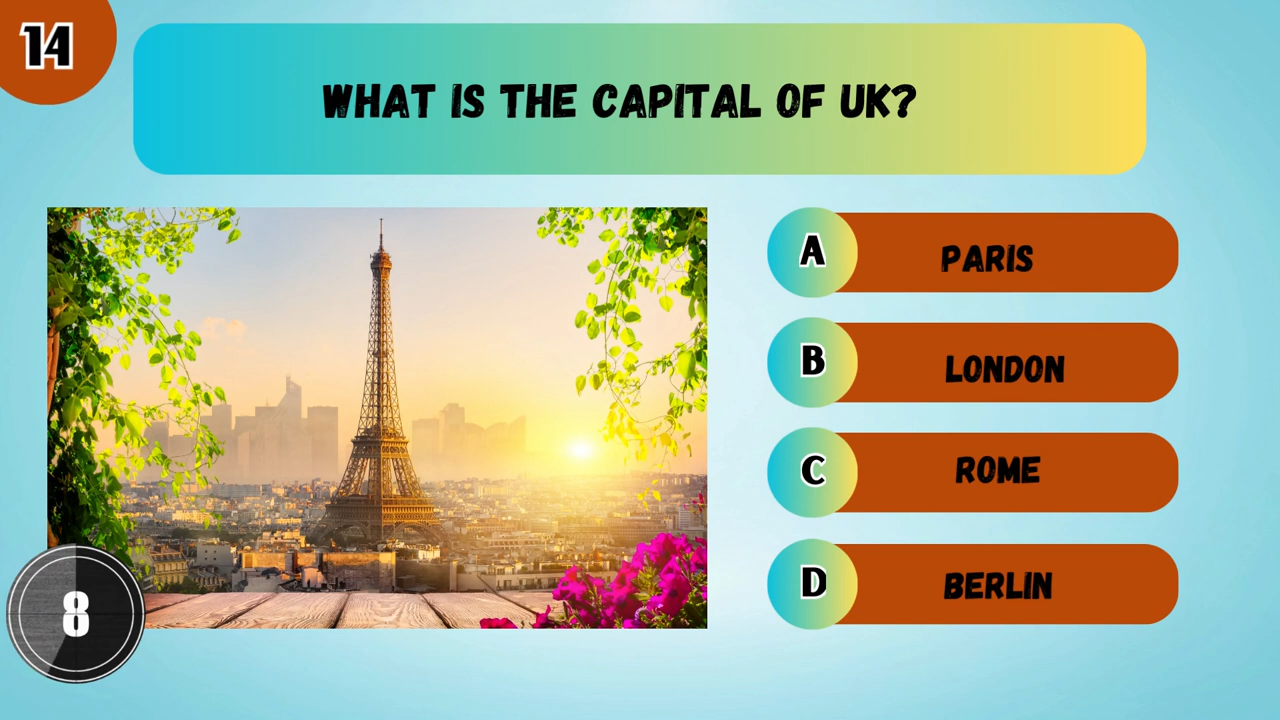 14
WHAT IS THE CAPITAL OF UK?
A PARIS
B LONDON
C ROME
D BERLIN
8